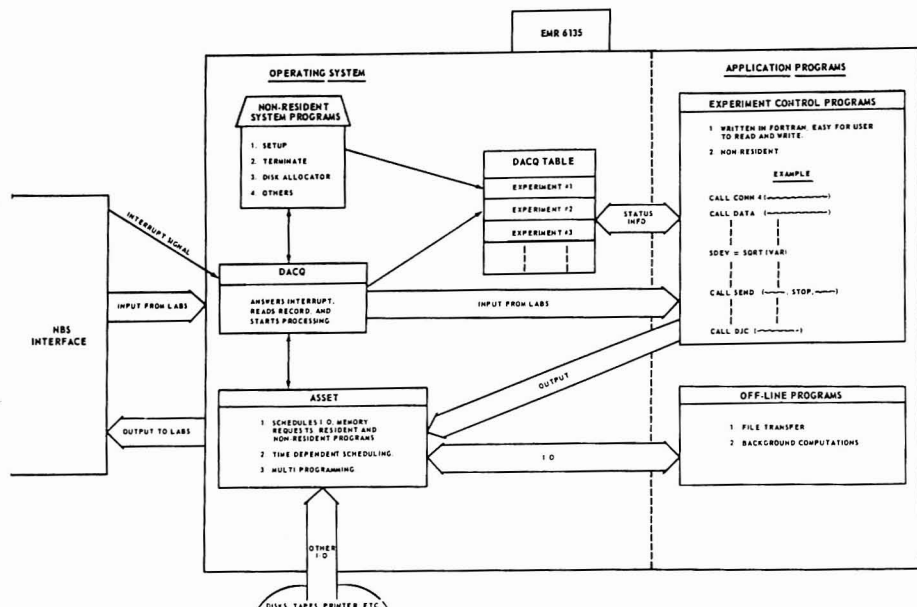 EMR 6135
OPERATING SYSTEM
APPLICATION PROGRAMS
NON-RESIDENT
SYSTEM PROGRAMS
1. SETUP
2. TERMINATE
3. DISK ALLOCATOR
4. OTHERS
DACQ TABLE
EXPERIMENT #1
EXPERIMENT #2
EXPERIMENT #3
STATUS
INFO
EXPERIMENT CONTROL PROGRAMS
1 WRITTEN IN FORTRAN, EASY FOR USER
TO READ AND WRITE.
2 NON RESIDENT
EXAMPLE
CALL CONH 4 (
CALL DATA (
SDEV = SQRT (VAR)
CALL SEND ( , STOP, )
CALL DJC ( )
NBS
INTERFACE
INTERRUPT SIGNAL
INPUT FROM LABS
OUTPUT TO LABS
DACQ
ANSWERS INTERRUPT,
READS RECORD, AND
STARTS PROCESSING
INPUT FROM LABS
OUTPUT
ASSET
1 SCHEDULES I O, MEMORY
REQUESTS RESIDENT AND
NON-RESIDENT PROGRAMS
2 TIME DEPENDENT SCHEDULING.
3 MULTI PROGRAMMING
I O
OFF-LINE PROGRAMS
1 FILE TRANSFER
2 BACKGROUND COMPUTATIONS
OTHER
I O
DISKS, TAPES, PRINTER, ETC